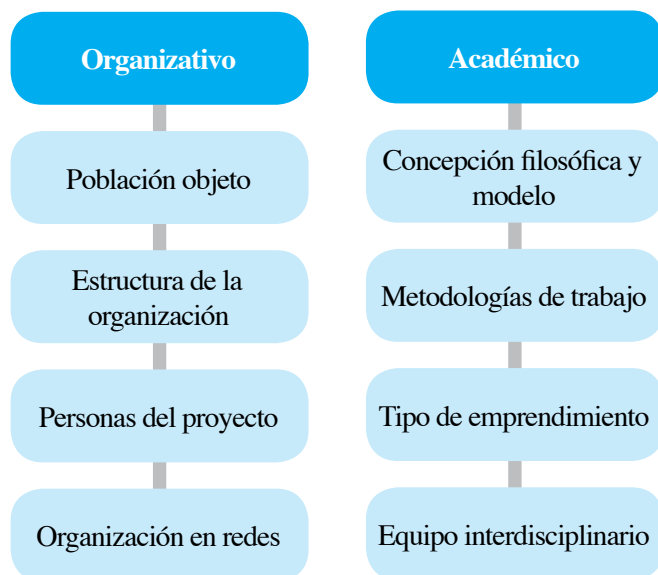 Organizativo
Población objeto
Estructura de la
organización
Personas del proyecto
Organización en redes
Académico
Concepción filosófica y
modelo
Metodologías de trabajo
Tipo de emprendimiento
Equipo interdisciplinario